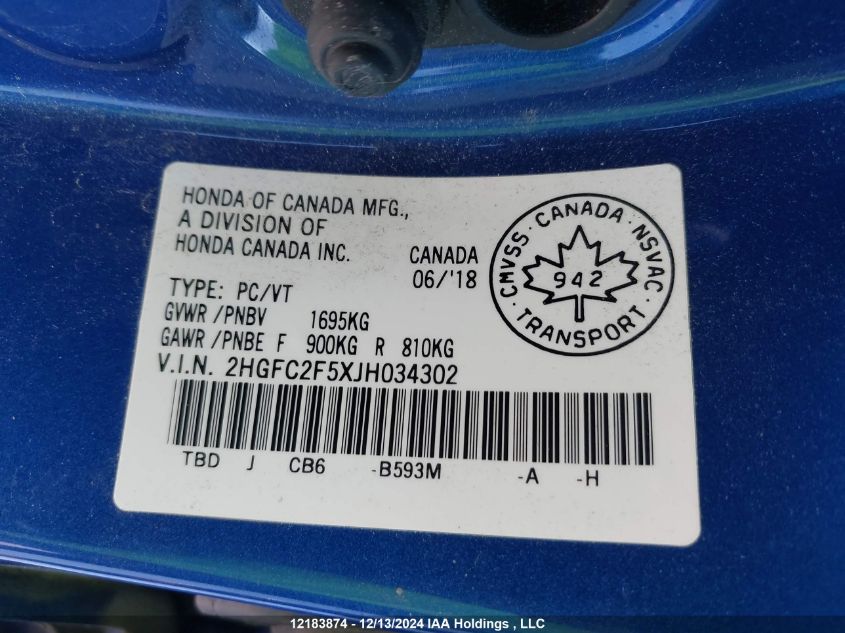 HONDA OF CANADA MFG.,
A DIVISION OF
HONDA CANADA INC.
CANADA
06/'18
CMVSS · CANADA · NSVAC
942
· TRANSPORT ·
TYPE: PC/VT
GVWR /PNBV 1695KG
GAWR /PNBE F 900KG R 810KG
V.I.N. 2HGFC2F5XJH034302
TBD J CB6 -B593M -A -H
12183874 - 12/13/2024 IAA Holdings , LLC